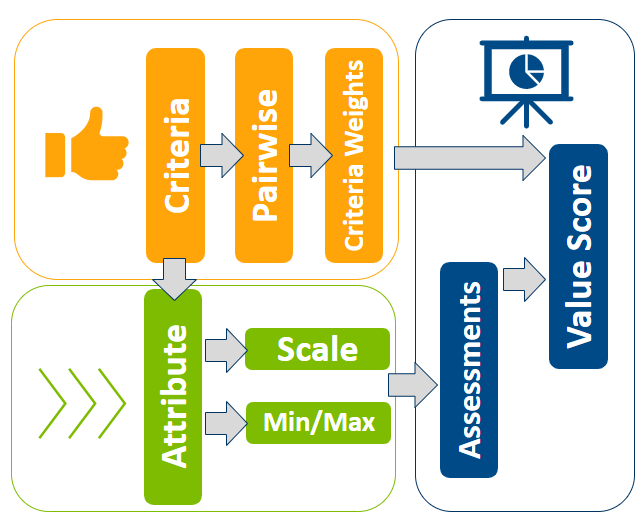 Criteria
Pairwise
Criteria Weights
Attribute
Scale
Min/Max
Assessments
Value Score